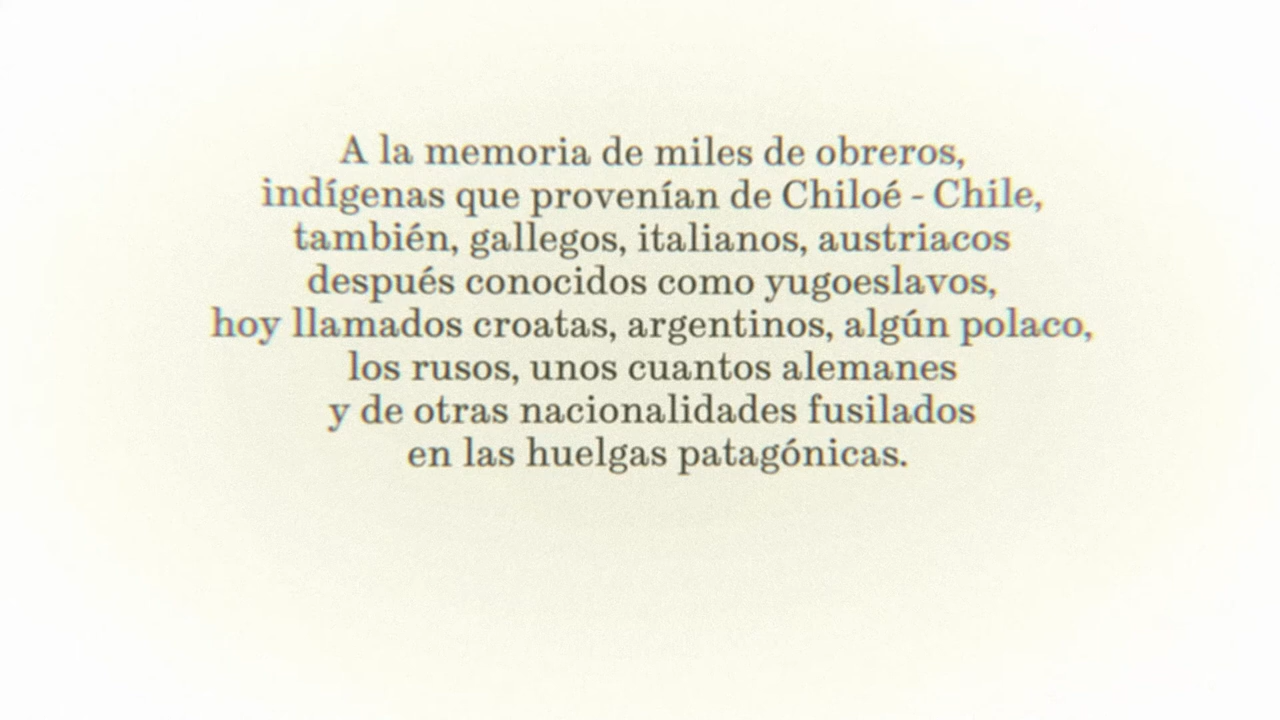 A la memoria de miles de obreros,
indígenas que provenían de Chiloé - Chile,
también, gallegos, italianos, austriacos
después conocidos como yugoeslavos,
hoy llamados croatas, argentinos, algún polaco,
los rusos, unos cuantos alemanes
y de otras nacionalidades fusilados
en las huelgas patagónicas.